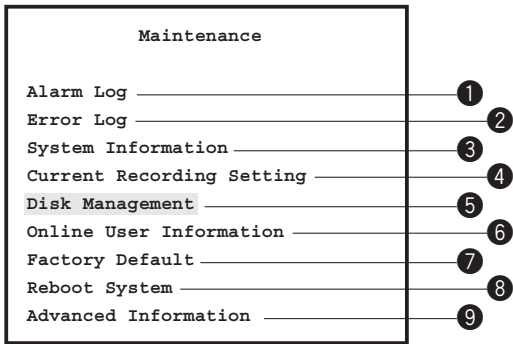 Maintenance
Alarm Log 1
Error Log 2
System Information 3
Current Recording Setting 4
Disk Management 5
Online User Information 6
Factory Default 7
Reboot System 8
Advanced Information 9